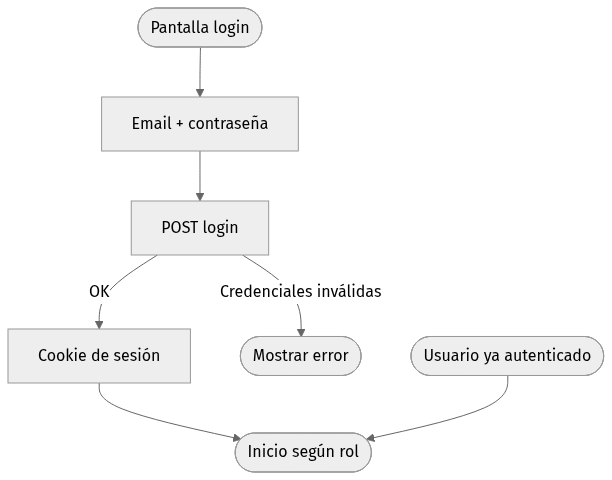 Pantalla login
Email + contraseña
POST login
OK
Credenciales inválidas
Cookie de sesión
Mostrar error
Usuario ya autenticado
Inicio según rol